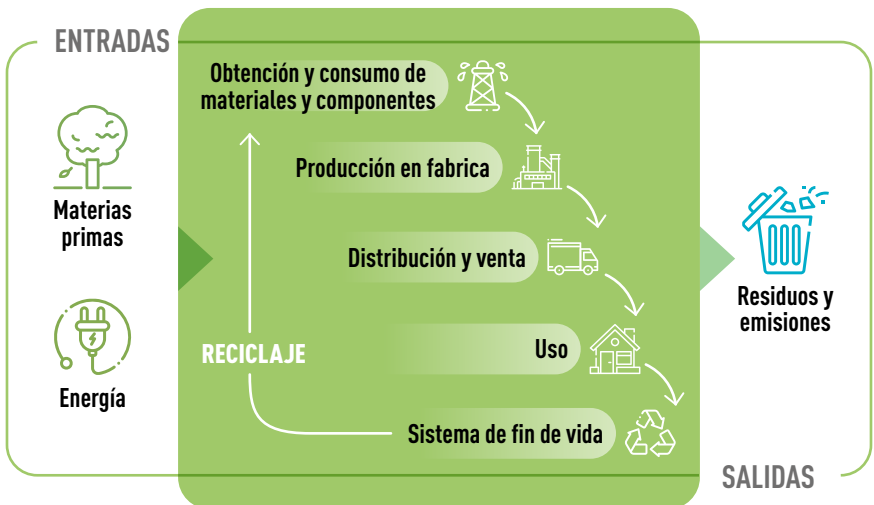 ENTRADAS
Materias
primas
Energía
Obtención y consumo de
materiales y componentes
Producción en fabrica
Distribución y venta
Uso
Sistema de fin de vida
RECICLAJE
Residuos y
emisiones
SALIDAS